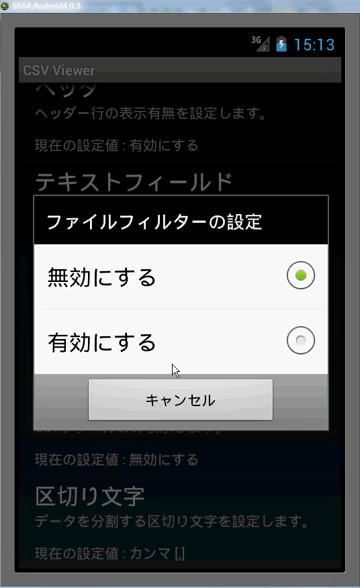 5554:Android4.0.3
3G 15:13
CSV Viewer
ヘッダ
ヘッダー行の表示有無を設定します。
現在の設定値 : 有効にする
テキストフィールド
ファイルフィルターの設定
無効にする
有効にする
キャンセル
現在の設定値 : 無効にする
区切り文字
データを分割する区切り文字を設定します。
現在の設定値 : カンマ [,]